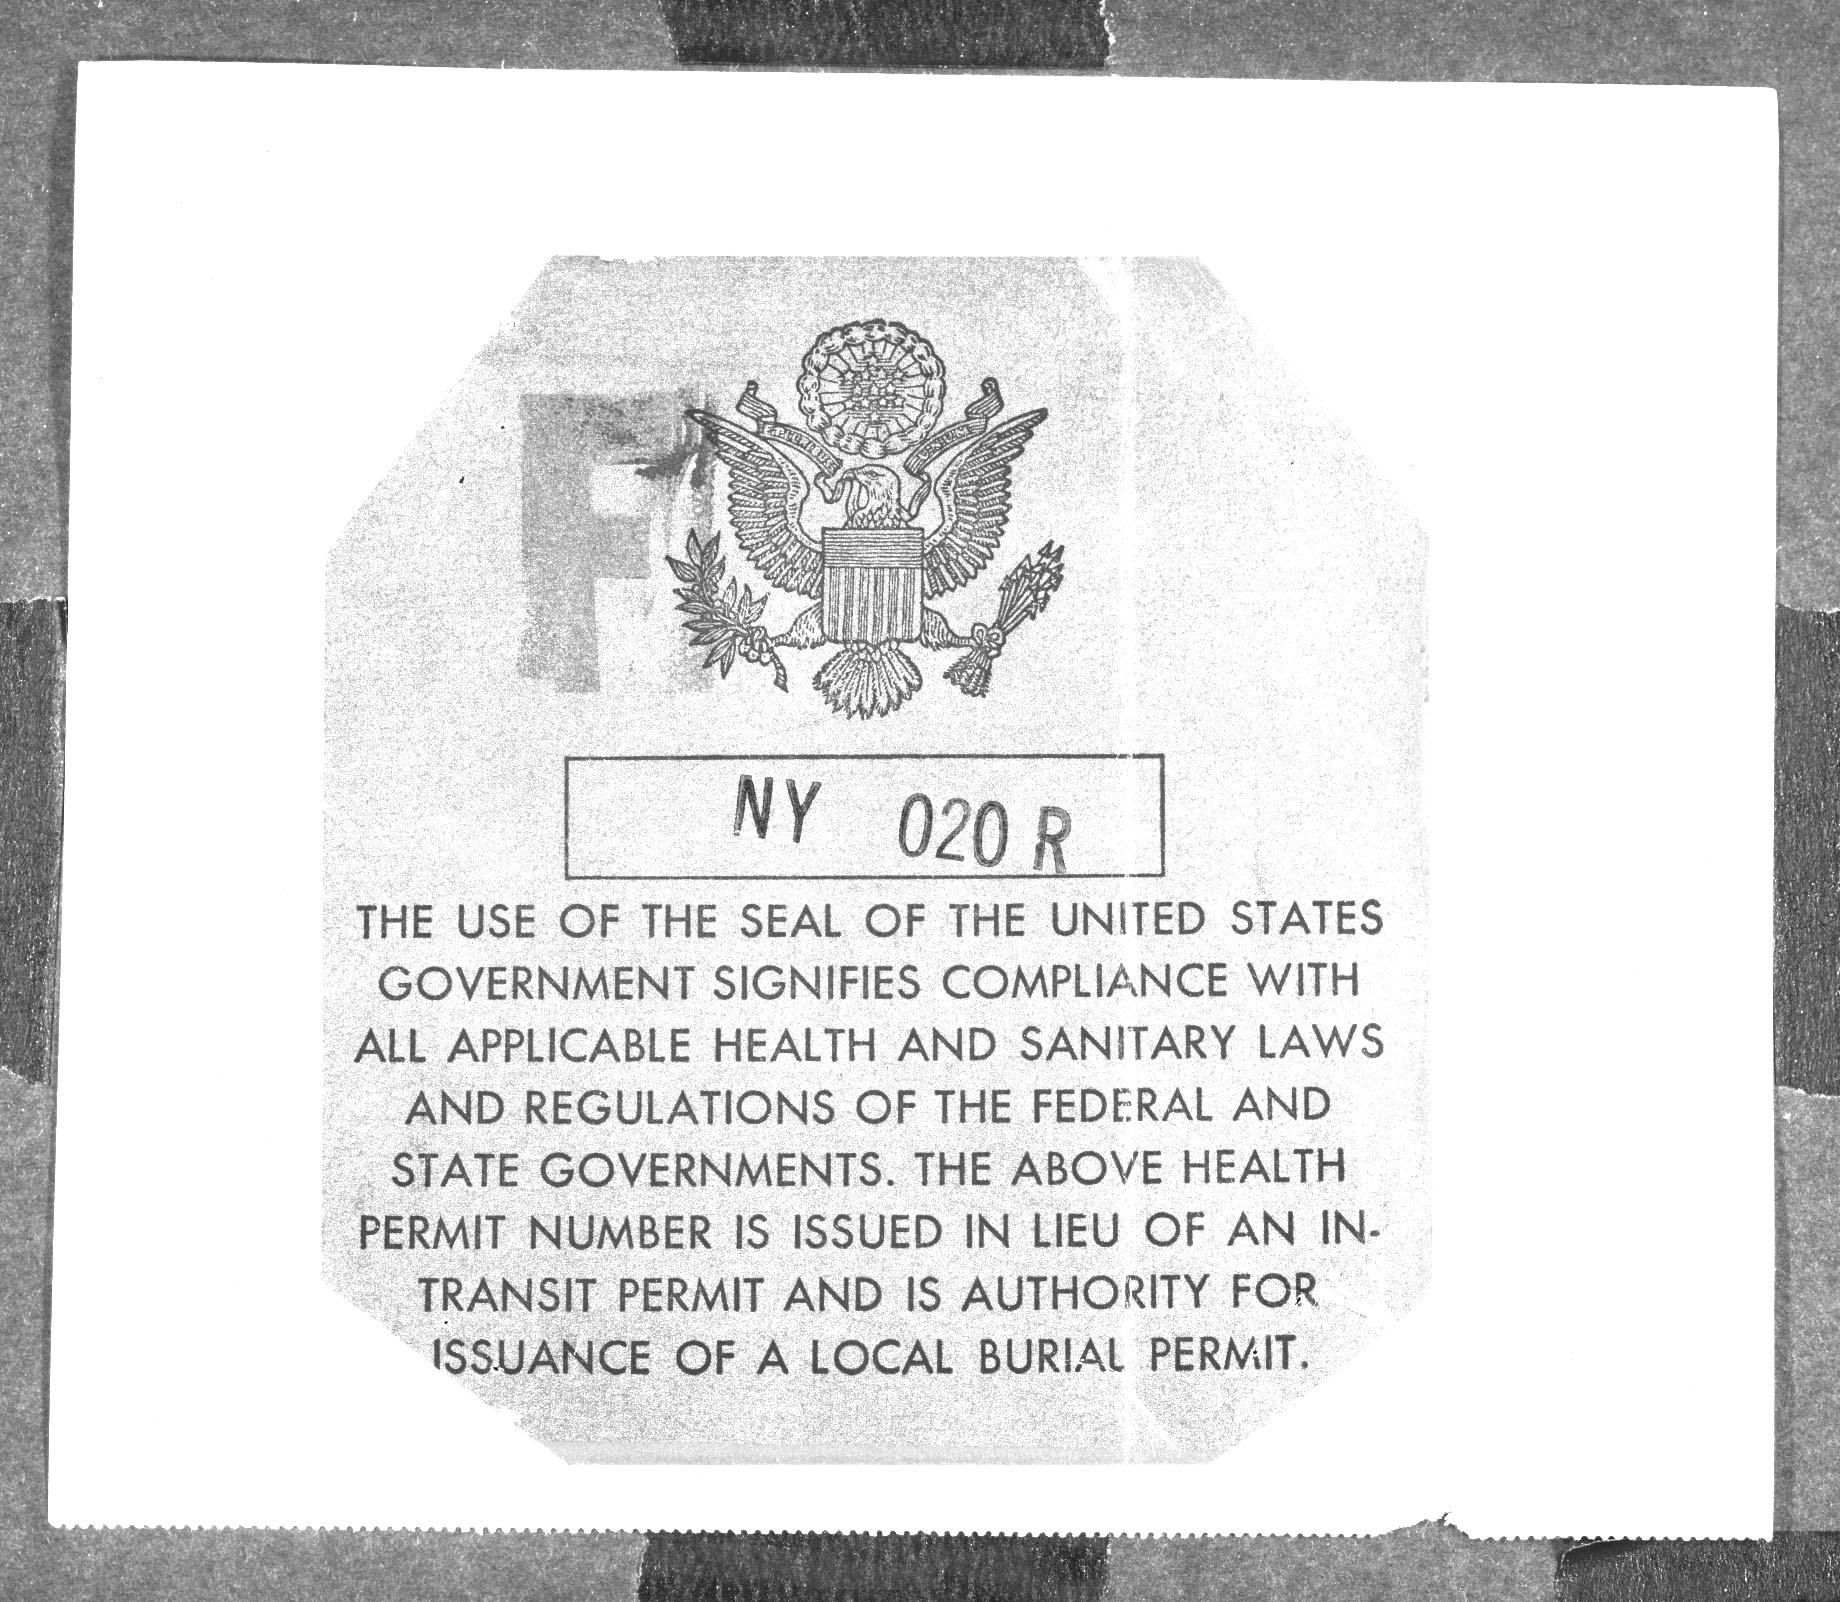 NY 020 R
THE USE OF THE SEAL OF THE UNITED STATES
GOVERNMENT SIGNIFIES COMPLIANCE WITH
ALL APPLICABLE HEALTH AND SANITARY LAWS
AND REGULATIONS OF THE FEDERAL AND
STATE GOVERNMENTS. THE ABOVE HEALTH
PERMIT NUMBER IS ISSUED IN LIEU OF AN IN-
TRANSIT PERMIT AND IS AUTHORITY FOR
ISSUANCE OF A LOCAL BURIAL PERMIT.